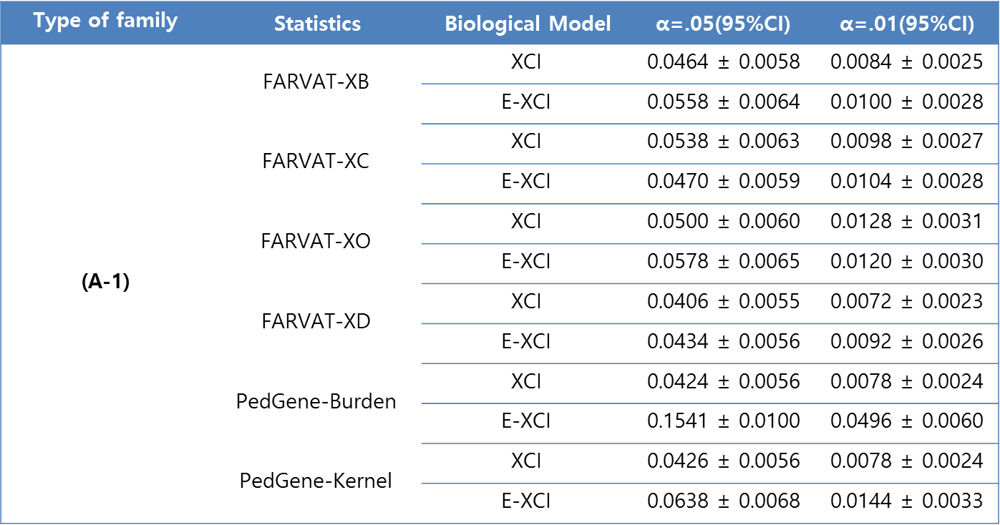 Type of family Statistics Biological Model α=.05(95%CI) α=.01(95%CI)
(A-1)
FARVAT-XB
XCI 0.0464 ± 0.0058 0.0084 ± 0.0025
E-XCI 0.0558 ± 0.0064 0.0100 ± 0.0028
FARVAT-XC
XCI 0.0538 ± 0.0063 0.0098 ± 0.0027
E-XCI 0.0470 ± 0.0059 0.0104 ± 0.0028
FARVAT-XO
XCI 0.0500 ± 0.0060 0.0128 ± 0.0031
E-XCI 0.0578 ± 0.0065 0.0120 ± 0.0030
FARVAT-XD
XCI 0.0406 ± 0.0055 0.0072 ± 0.0023
E-XCI 0.0434 ± 0.0056 0.0092 ± 0.0026
PedGene-Burden
XCI 0.0424 ± 0.0056 0.0078 ± 0.0024
E-XCI 0.1541 ± 0.0100 0.0496 ± 0.0060
PedGene-Kernel
XCI 0.0426 ± 0.0056 0.0078 ± 0.0024
E-XCI 0.0638 ± 0.0068 0.0144 ± 0.0033